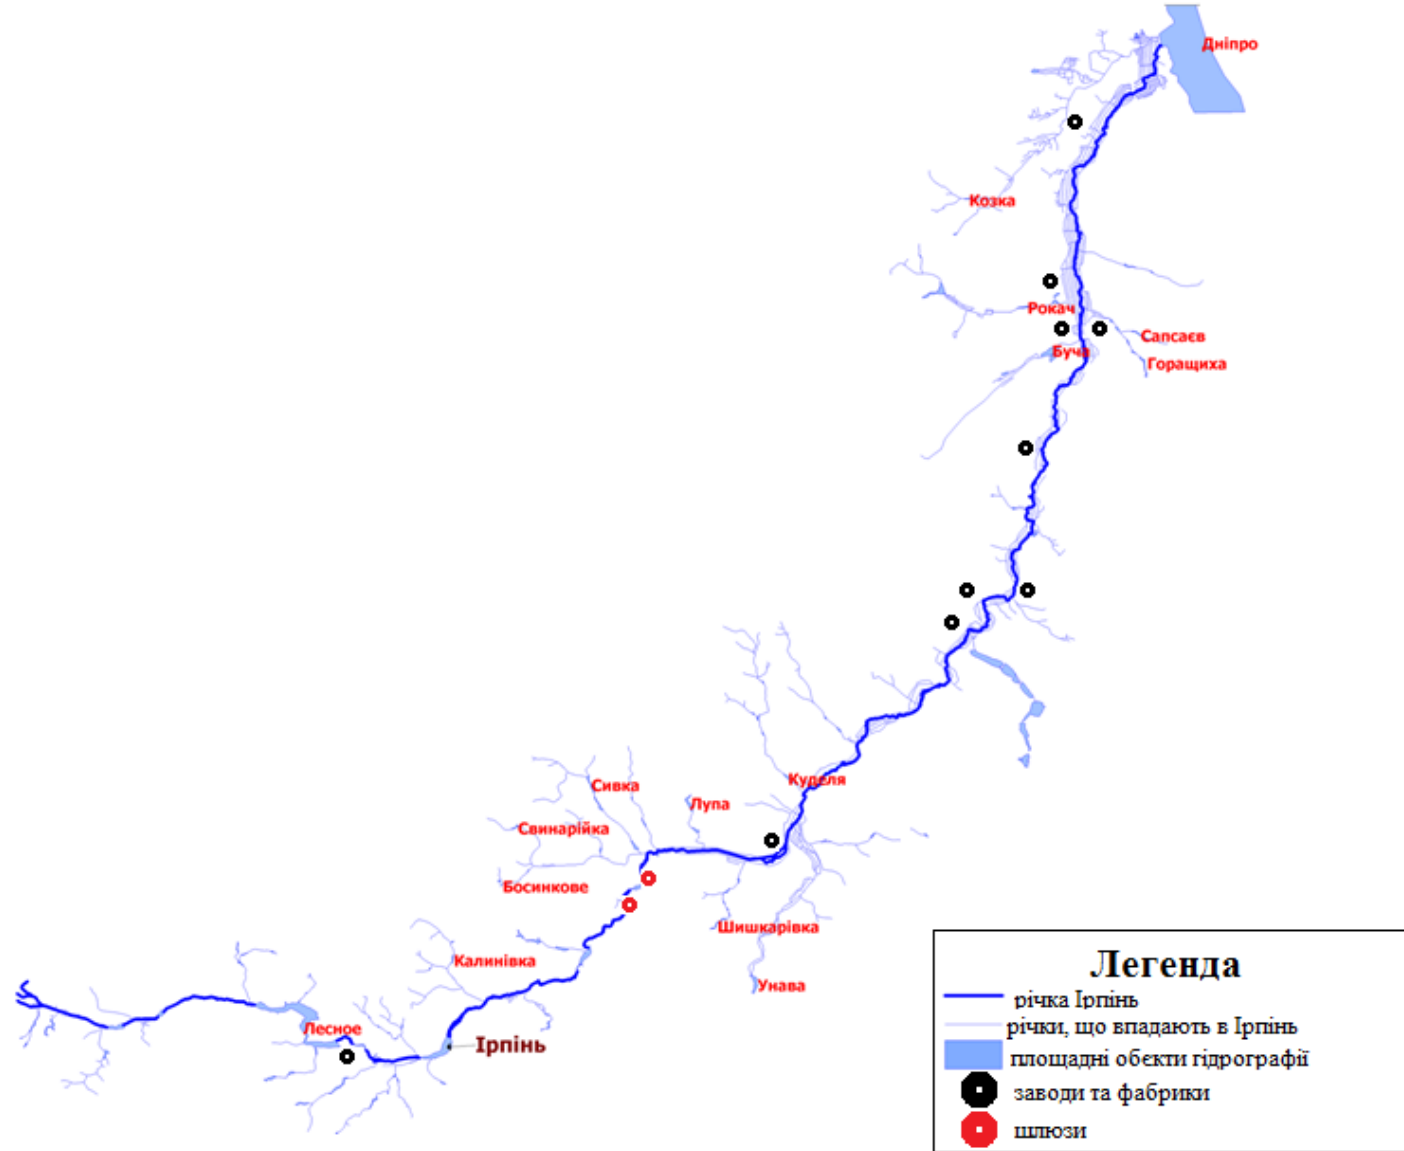 Дніпро
Козка
Рокач
Сапсаєв
Буча
Горащиха
Куделя
Сивка
Лупа
Свинарійка
Босинкове
Шишкарівка
Калинівка
Унава
Лесное
Ірпінь
Легенда
річка Ірпінь
річки, що впадають в Ірпінь
площадні обєкти гідрографії
заводи та фабрики
шлюзи